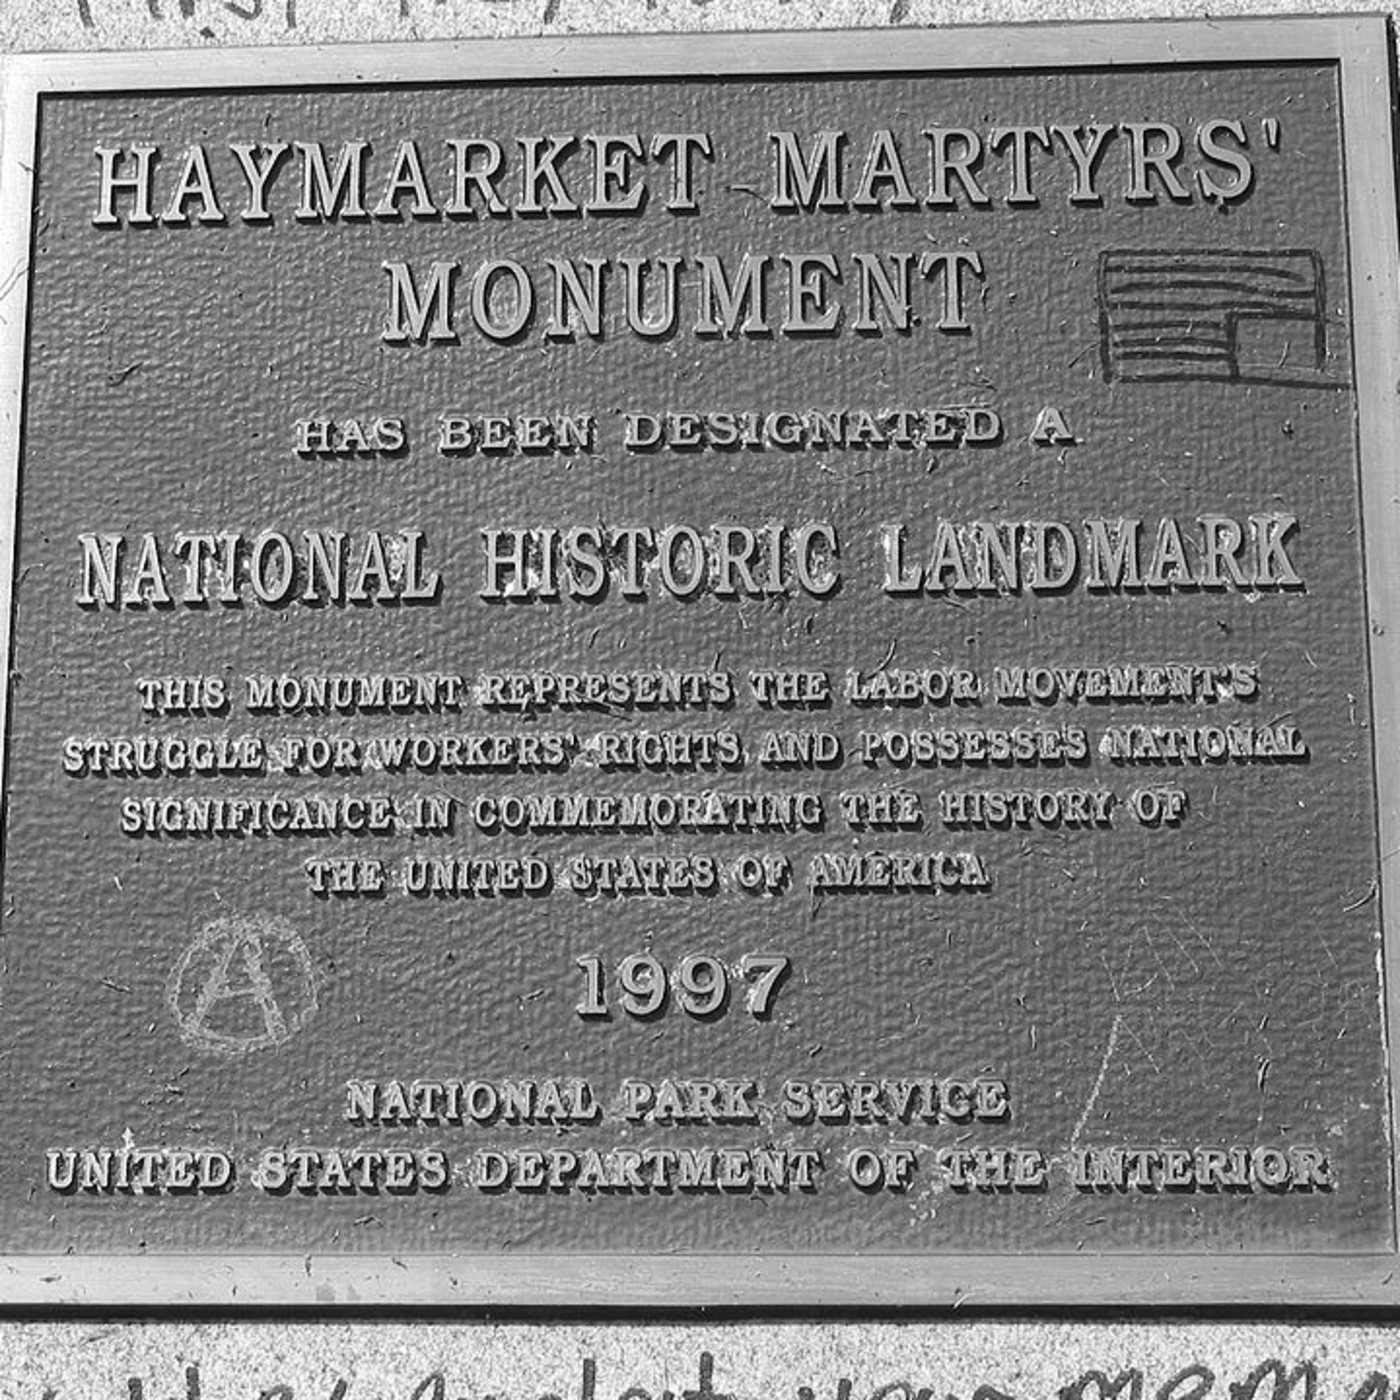 HAYMARKET MARTYRS'
MONUMENT
HAS BEEN DESIGNATED A
NATIONAL HISTORIC LANDMARK
THIS MONUMENT REPRESENTS THE LABOR MOVEMENT'S
STRUGGLE FOR WORKERS' RIGHTS AND POSSESSES NATIONAL
SIGNIFICANCE IN COMMEMORATING THE HISTORY OF
THE UNITED STATES OF AMERICA
A
1997
NATIONAL PARK SERVICE
UNITED STATES DEPARTMENT OF THE INTERIOR